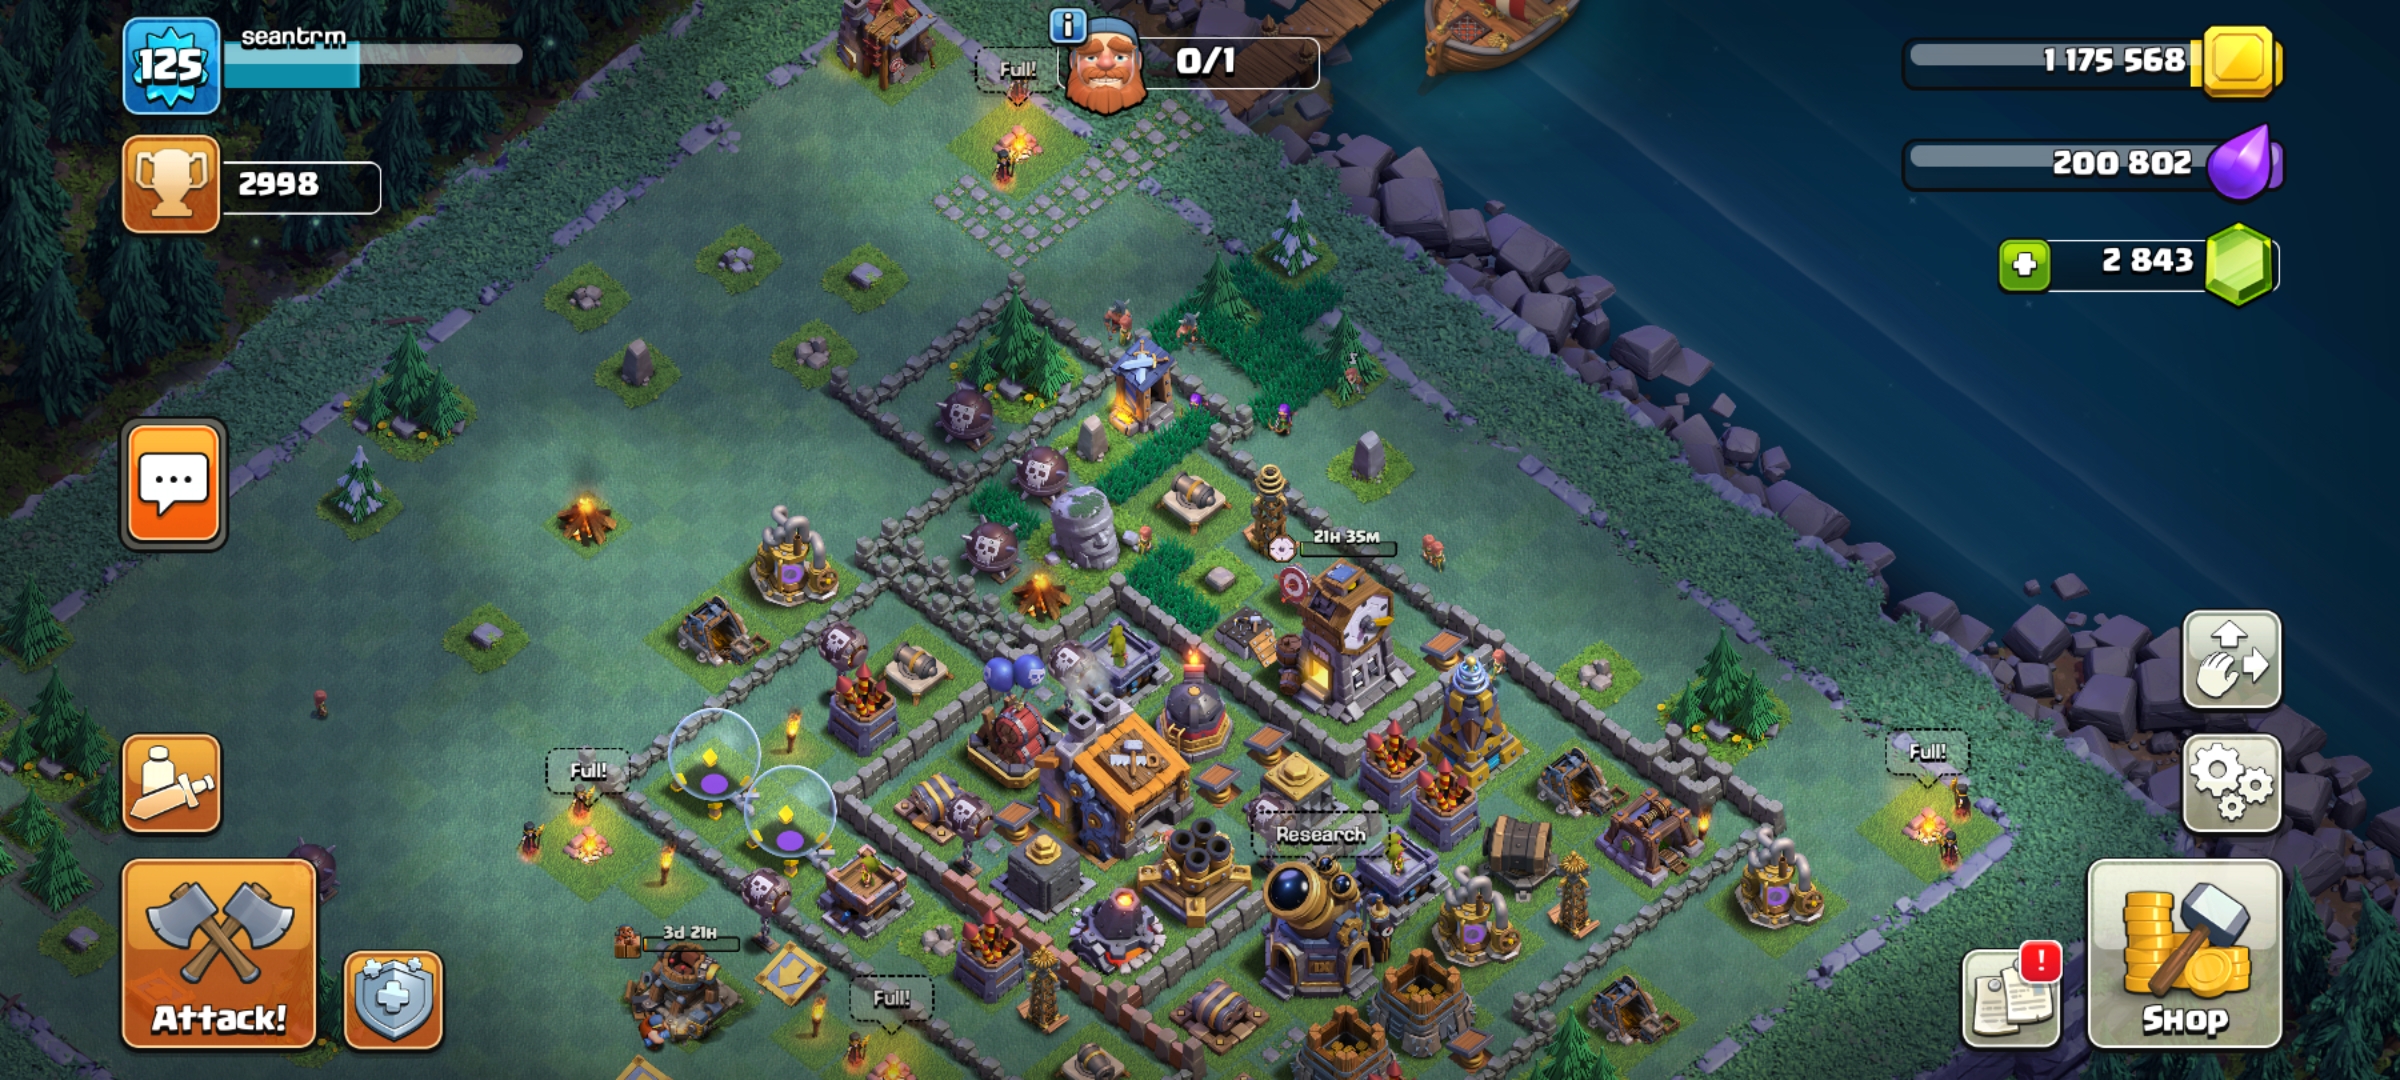 125
seantrm
Full!
i
0/1
1 175 568
2998
200 802
2 843
21H 35M
Full!
Full!
Research
3d 21H
Full!
!
Attack!
Shop